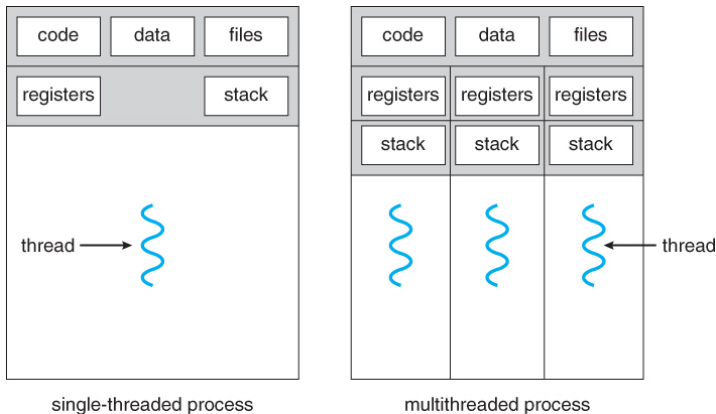 code data files
registers stack
thread
single-threaded process
code data files
registers registers registers
stack stack stack
thread
multithreaded process